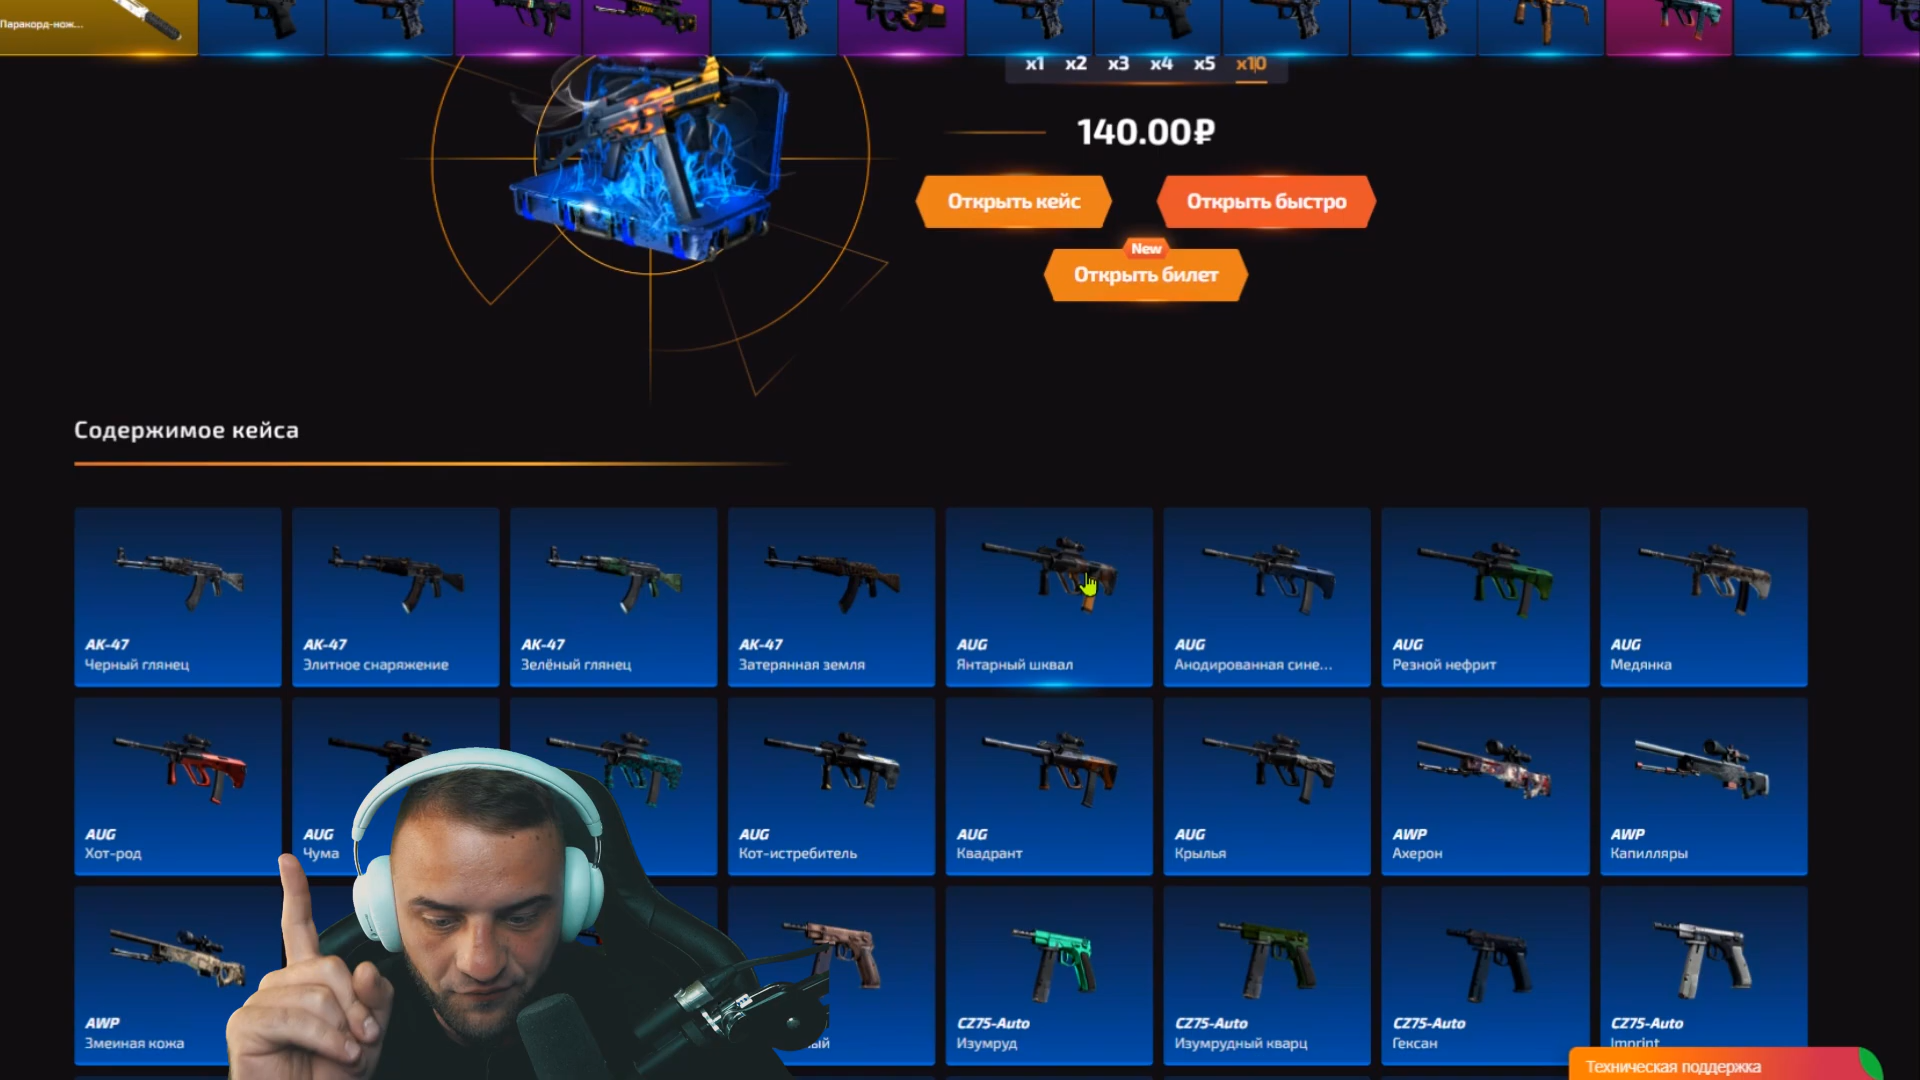 Паракорд-нож...
x1 x2 x3 x4 x5 x10
140.00₽
Открыть кейс
Открыть быстро
New
Открыть билет
Содержимое кейса
AK-47
Черный глянец
AK-47
Элитное снаряжение
AK-47
Зелёный глянец
AK-47
Затерянная земля
AUG
Янтарный шквал
AUG
Анодированная сине...
AUG
Резной нефрит
AUG
Медянка
AUG
Хот-род
AUG
Чума
AUG
Кот-истребитель
AUG
Квадрант
AUG
Крылья
AWP
Ахерон
AWP
Капилляры
AWP
Змеиная кожа
ый
CZ75-Auto
Изумруд
CZ75-Auto
Изумрудный кварц
CZ75-Auto
Гексан
CZ75-Auto
Imprint
Техническая поддержка